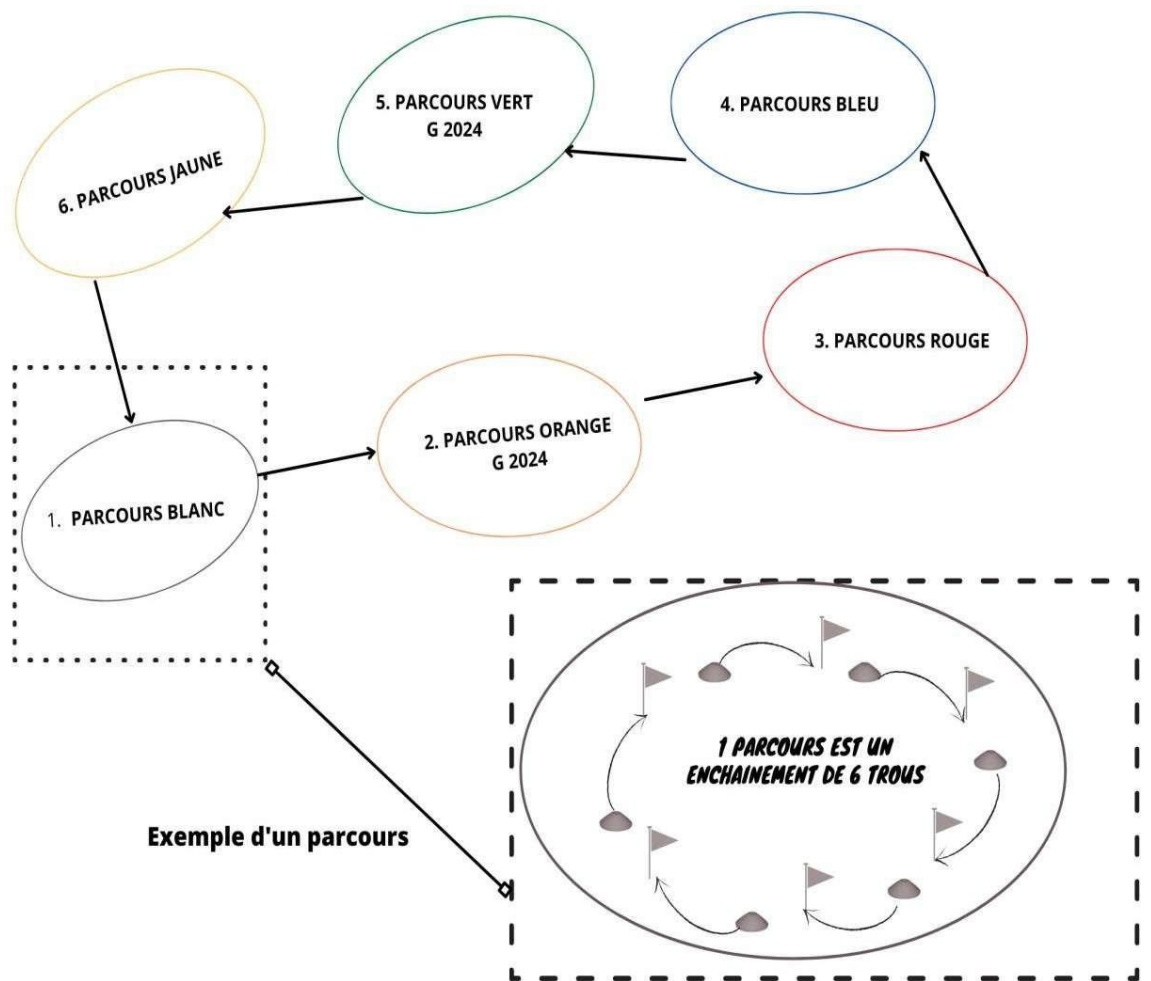 5. PARCOURS VERT
G 2024
4. PARCOURS BLEU
6. PARCOURS JAUNE
3. PARCOURS ROUGE
2. PARCOURS ORANGE
G 2024
1. PARCOURS BLANC
1 PARCOURS EST UN
ENCHAINEMENT DE 6 TROUS
Exemple d'un parcours